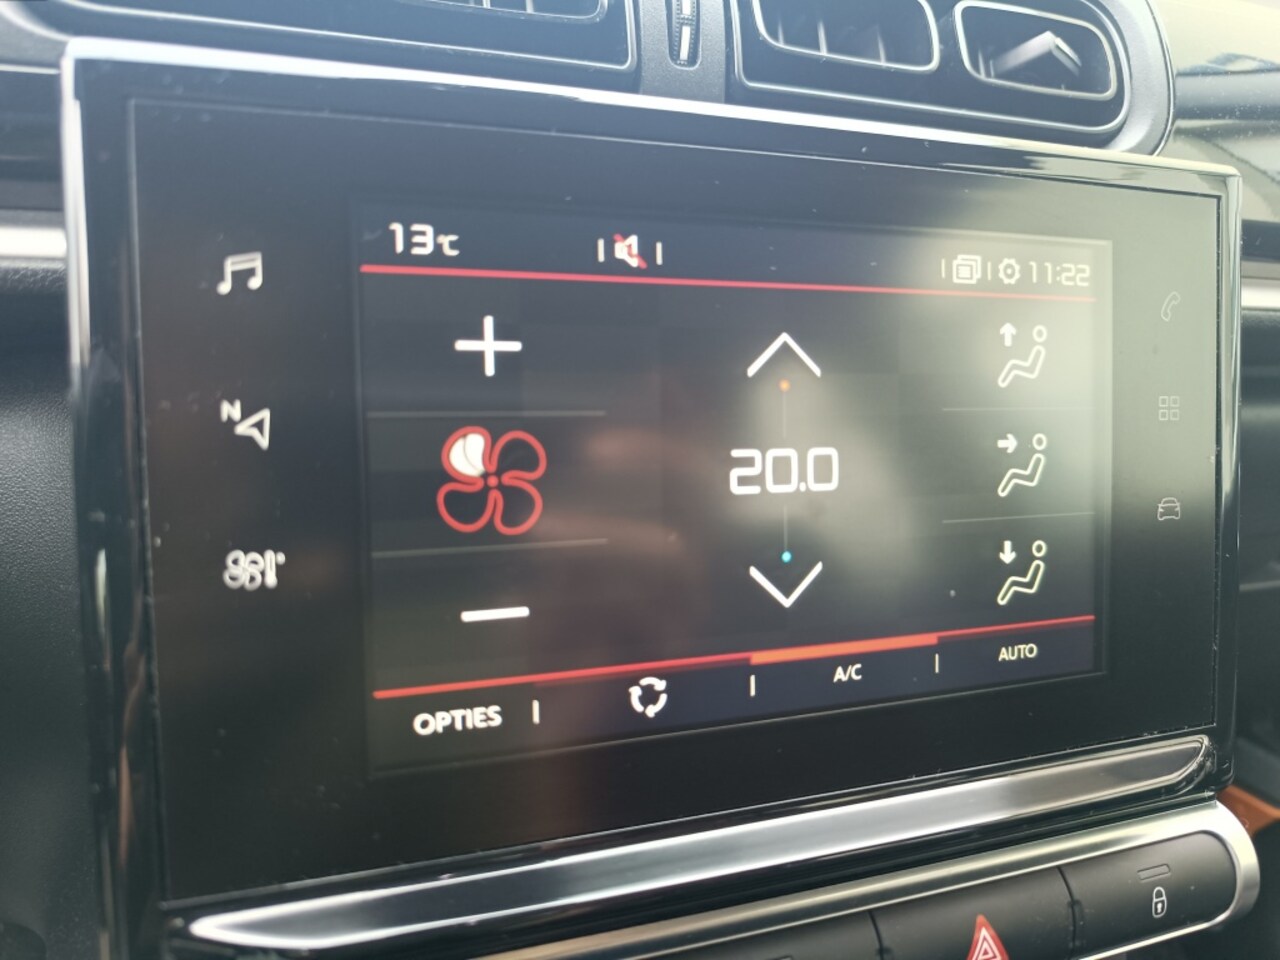 13°C
11:22
N
20.0
OPTIES
A/C
AUTO